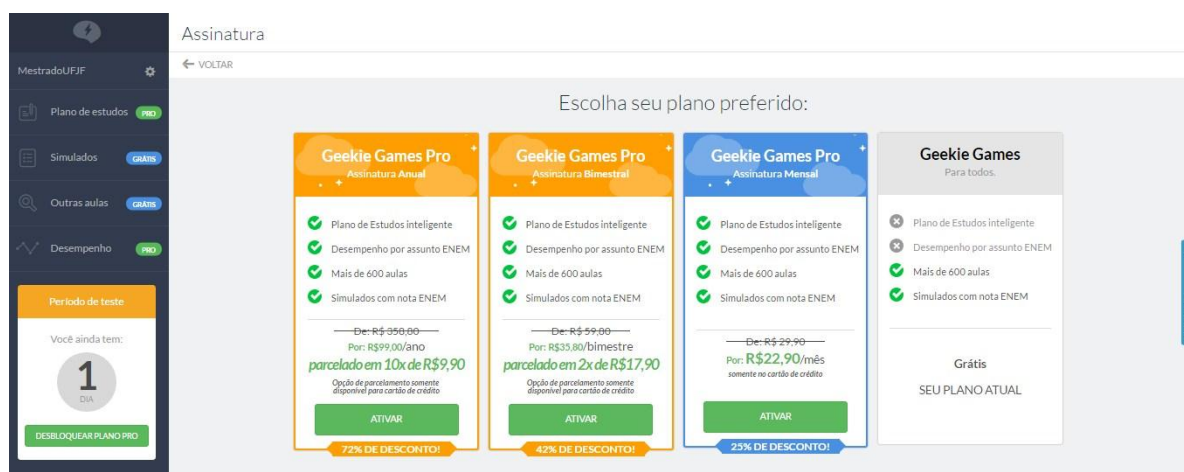 Assinatura
MestradoUFJF
← VOLTAR
Plano de estudos PRO
Simulados GRÁTIS
Outras aulas GRÁTIS
Desempenho PRO
Período de teste
Você ainda tem:
1
DIA
DESBLOQUEAR PLANO PRO
Escolha seu plano preferido:
Geekie Games Pro
Assinatura Anual
Plano de Estudos inteligente
Desempenho por assunto ENEM
Mais de 600 aulas
Simulados com nota ENEM
De: R$ 358,80
Por: R$99,00/ano
parcelado em 10x de R$9,90
Opção de parcelamento somente
disponível para cartão de crédito
ATIVAR
72% DE DESCONTO!
Geekie Games Pro
Assinatura Bimestral
Plano de Estudos inteligente
Desempenho por assunto ENEM
Mais de 600 aulas
Simulados com nota ENEM
De: R$ 59,80
Por: R$35,80/bimestre
parcelado em 2x de R$17,90
Opção de parcelamento somente
disponível para cartão de crédito
ATIVAR
42% DE DESCONTO!
Geekie Games Pro
Assinatura Mensal
Plano de Estudos inteligente
Desempenho por assunto ENEM
Mais de 600 aulas
Simulados com nota ENEM
De: R$ 29,90
Por: R$22,90/mês
somente no cartão de crédito
ATIVAR
25% DE DESCONTO!
Geekie Games
Para todos.
Plano de Estudos inteligente
Desempenho por assunto ENEM
Mais de 600 aulas
Simulados com nota ENEM
Grátis
SEU PLANO ATUAL